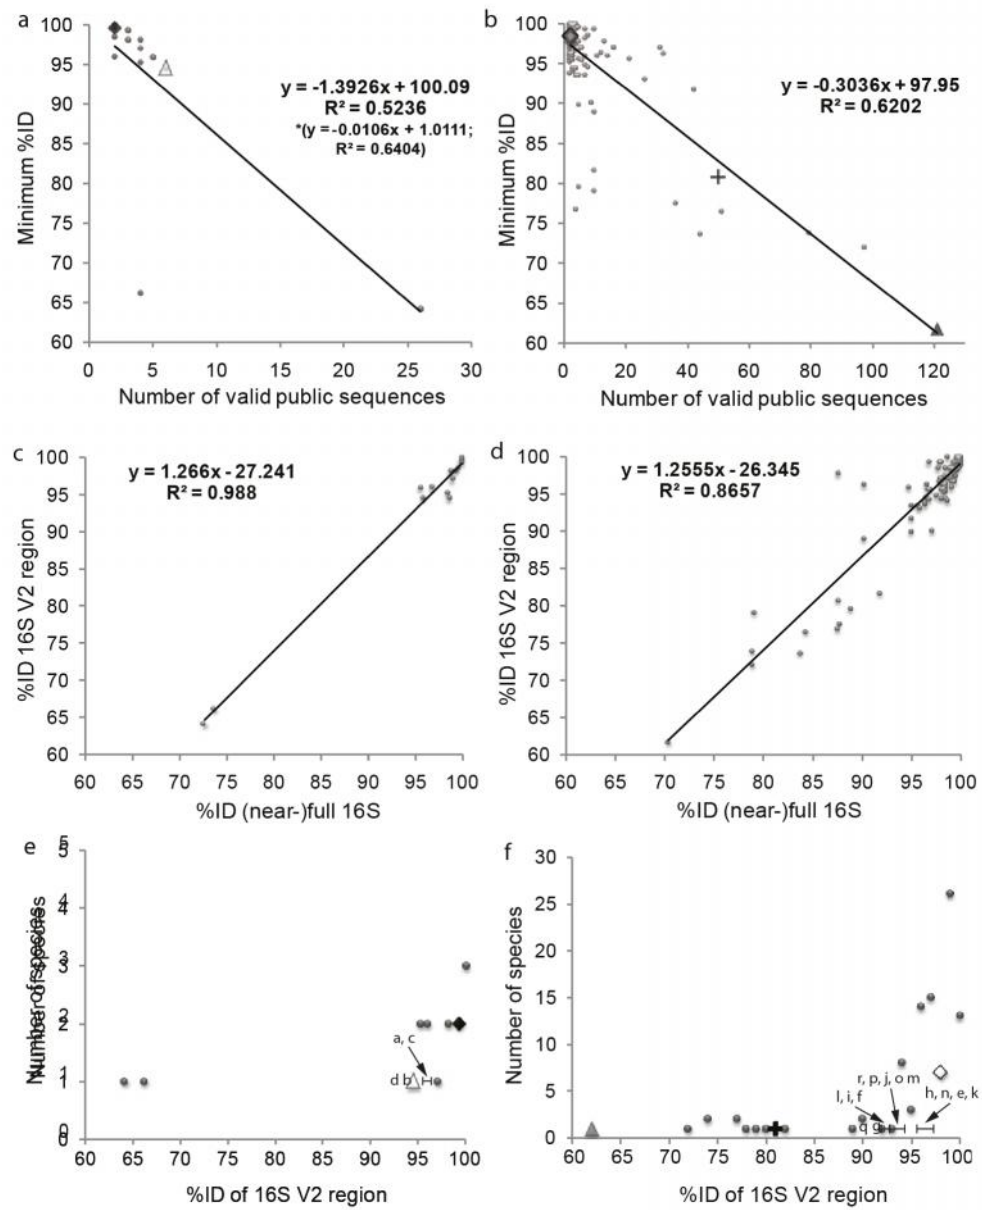 a
100
95
90
85
80
75
70
65
60
Minimum %ID
y = -1.3926x + 100.09
R² = 0.5236
*(y = -0.0106x + 1.0111;
R² = 0.6404)
0 5 10 15 20 25 30
Number of valid public sequences
b
100
95
90
85
80
75
70
65
60
Minimum %ID
y = -0.3036x + 97.95
R² = 0.6202
0 20 40 60 80 100 120
Number of valid public sequences
c
100
95
90
85
80
75
70
65
60
%ID 16S V2 region
y = 1.266x - 27.241
R² = 0.988
60 65 70 75 80 85 90 95 100
%ID (near-)full 16S
d
100
95
90
85
80
75
70
65
60
%ID 16S V2 region
y = 1.2555x - 26.345
R² = 0.8657
60 65 70 75 80 85 90 95 100
%ID (near-)full 16S
e
5
4
3
2
1
0
Number of species
a, c
d b
60 65 70 75 80 85 90 95 100
%ID of 16S V2 region
f
30
25
20
15
10
5
0
Number of species
r, p, j, o m
l, i, f
h, n, e, k
q g
60 65 70 75 80 85 90 95 100
%ID of 16S V2 region